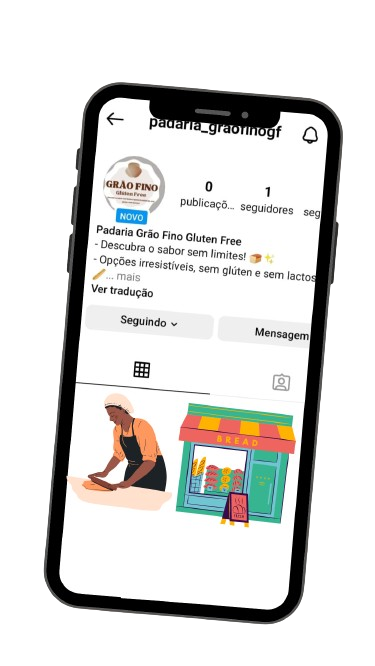 padaria_graofinogf
GRÃO FINO
Gluten Free
NOVO
0
publicaçõ...
1
seguidores
seg
Padaria Grão Fino Gluten Free
- Descubra o sabor sem limites! 🍞✨
- Opções irresistíveis, sem glúten e sem lactos
🥖... mais
Ver tradução
Seguindo
Mensagem
BREAD